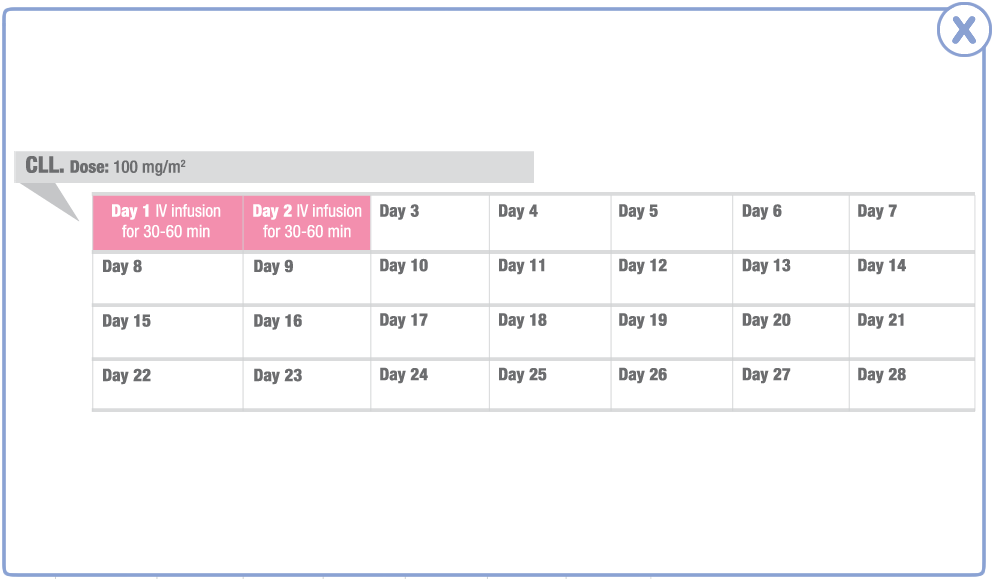 X
CLL. Dose: 100 mg/m²
Day 1 IV infusion for 30-60 min
Day 2 IV infusion for 30-60 min
Day 3
Day 4
Day 5
Day 6
Day 7
Day 8
Day 9
Day 10
Day 11
Day 12
Day 13
Day 14
Day 15
Day 16
Day 17
Day 18
Day 19
Day 20
Day 21
Day 22
Day 23
Day 24
Day 25
Day 26
Day 27
Day 28